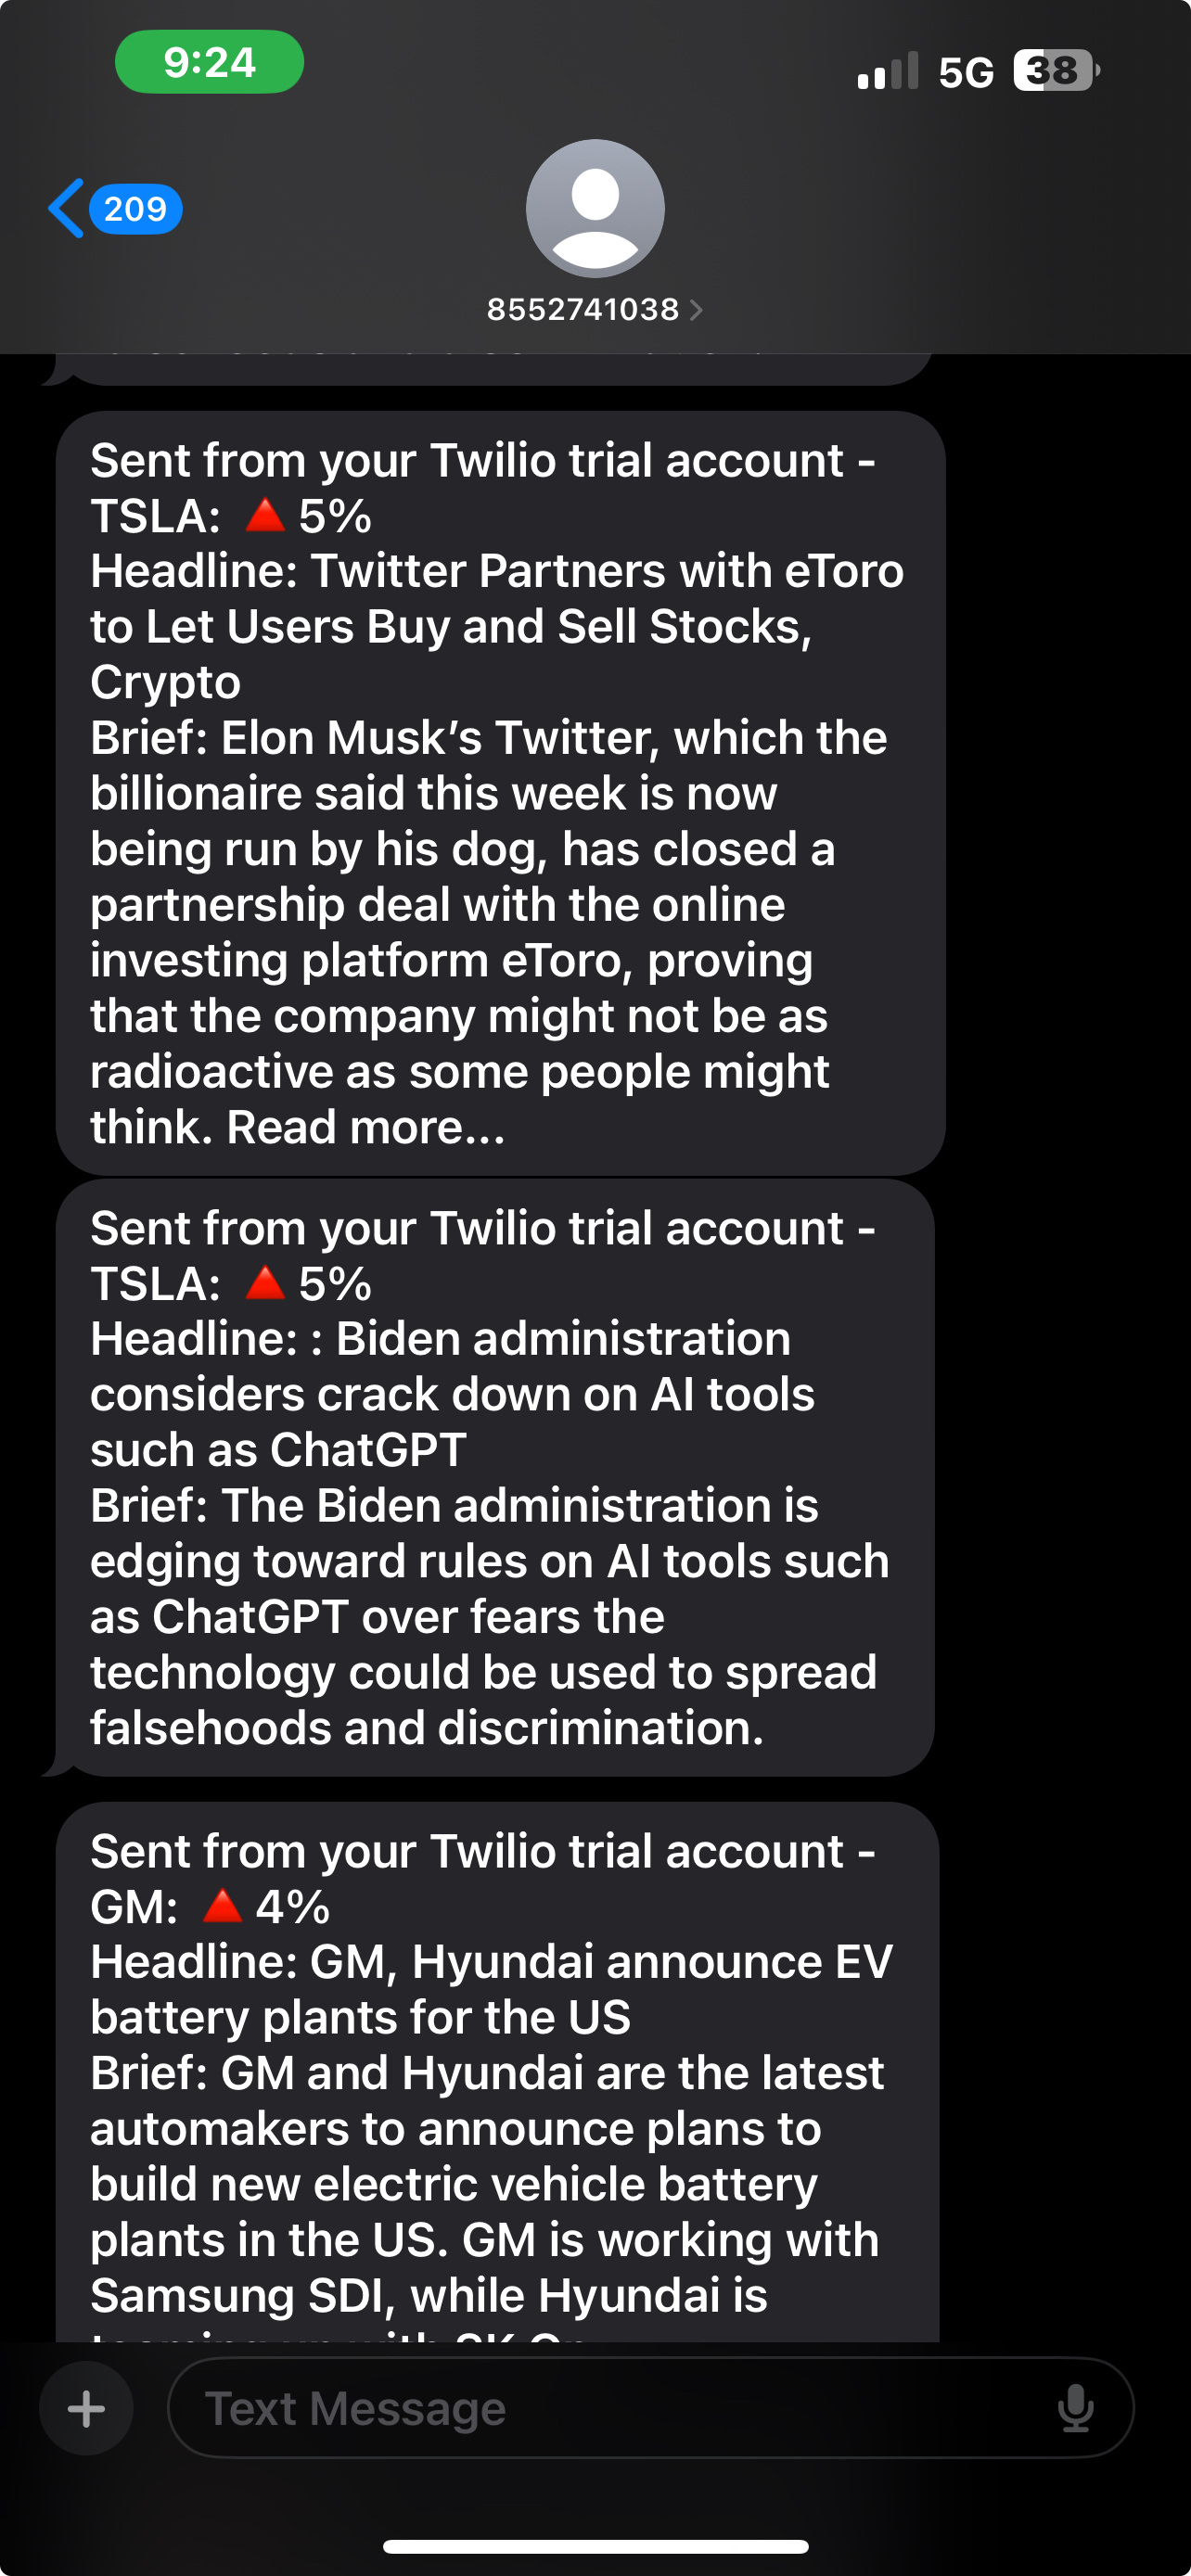 9:24
5G 38
209
8552741038
Sent from your Twilio trial account -
TSLA: 🔺5%
Headline: Twitter Partners with eToro
to Let Users Buy and Sell Stocks,
Crypto
Brief: Elon Musk’s Twitter, which the
billionaire said this week is now
being run by his dog, has closed a
partnership deal with the online
investing platform eToro, proving
that the company might not be as
radioactive as some people might
think. Read more…
Sent from your Twilio trial account -
TSLA: 🔺5%
Headline: : Biden administration
considers crack down on AI tools
such as ChatGPT
Brief: The Biden administration is
edging toward rules on AI tools such
as ChatGPT over fears the
technology could be used to spread
falsehoods and discrimination.
Sent from your Twilio trial account -
GM: 🔺4%
Headline: GM, Hyundai announce EV
battery plants for the US
Brief: GM and Hyundai are the latest
automakers to announce plans to
build new electric vehicle battery
plants in the US. GM is working with
Samsung SDI, while Hyundai is
teaming up with SK On
Text Message